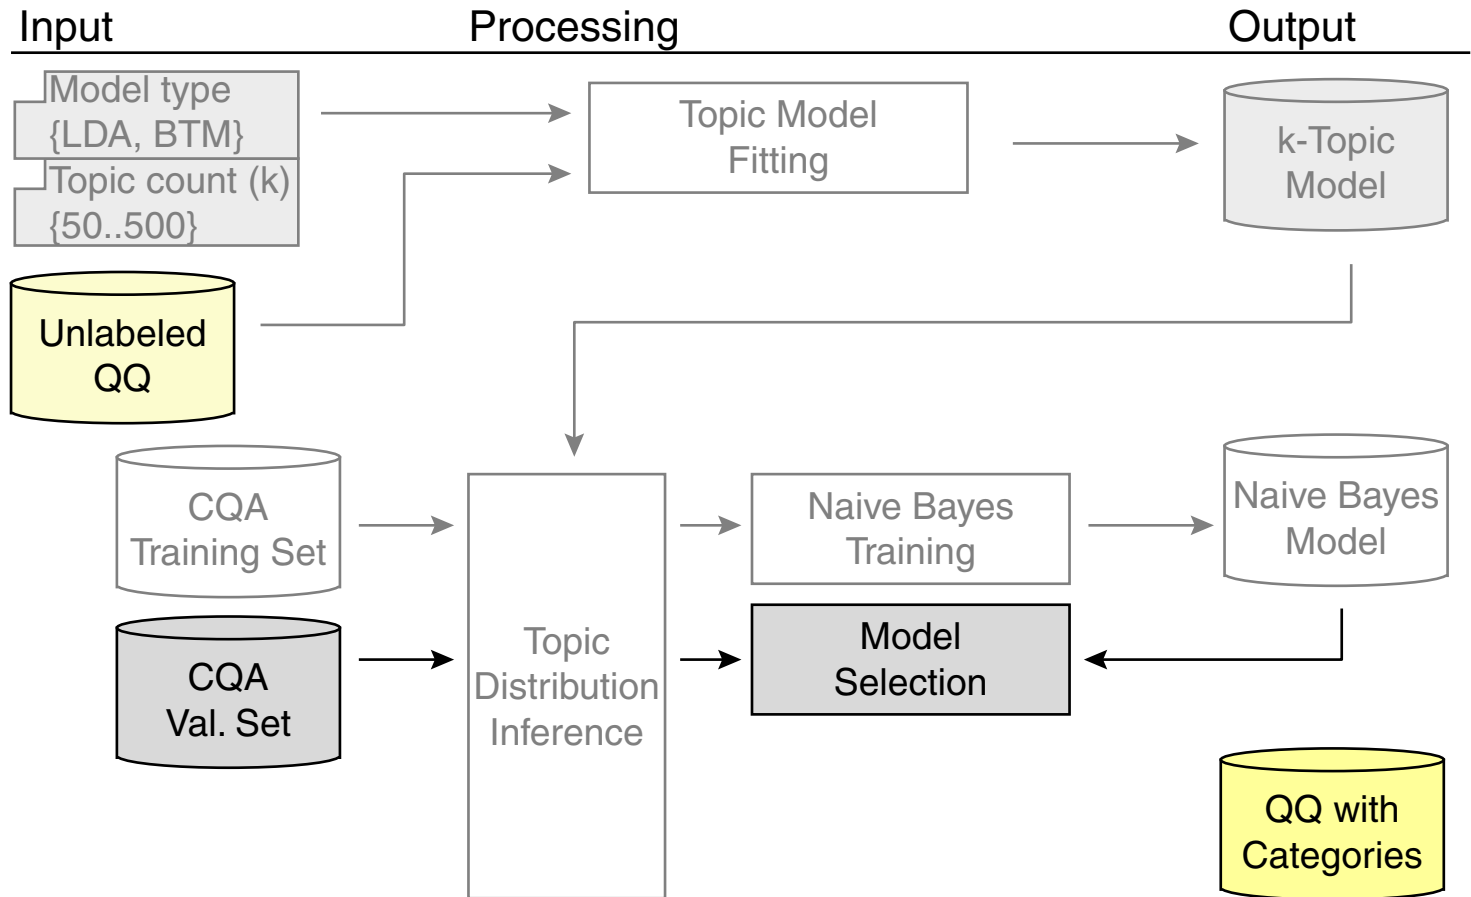 Input
Processing
Output
Model type
{LDA, BTM}
Topic count (k)
{50..500}
Topic Model
Fitting
k-Topic
Model
Unlabeled
QQ
CQA
Training Set
Naive Bayes
Training
Naive Bayes
Model
CQA
Val. Set
Topic
Distribution
Inference
Model
Selection
QQ with
Categories